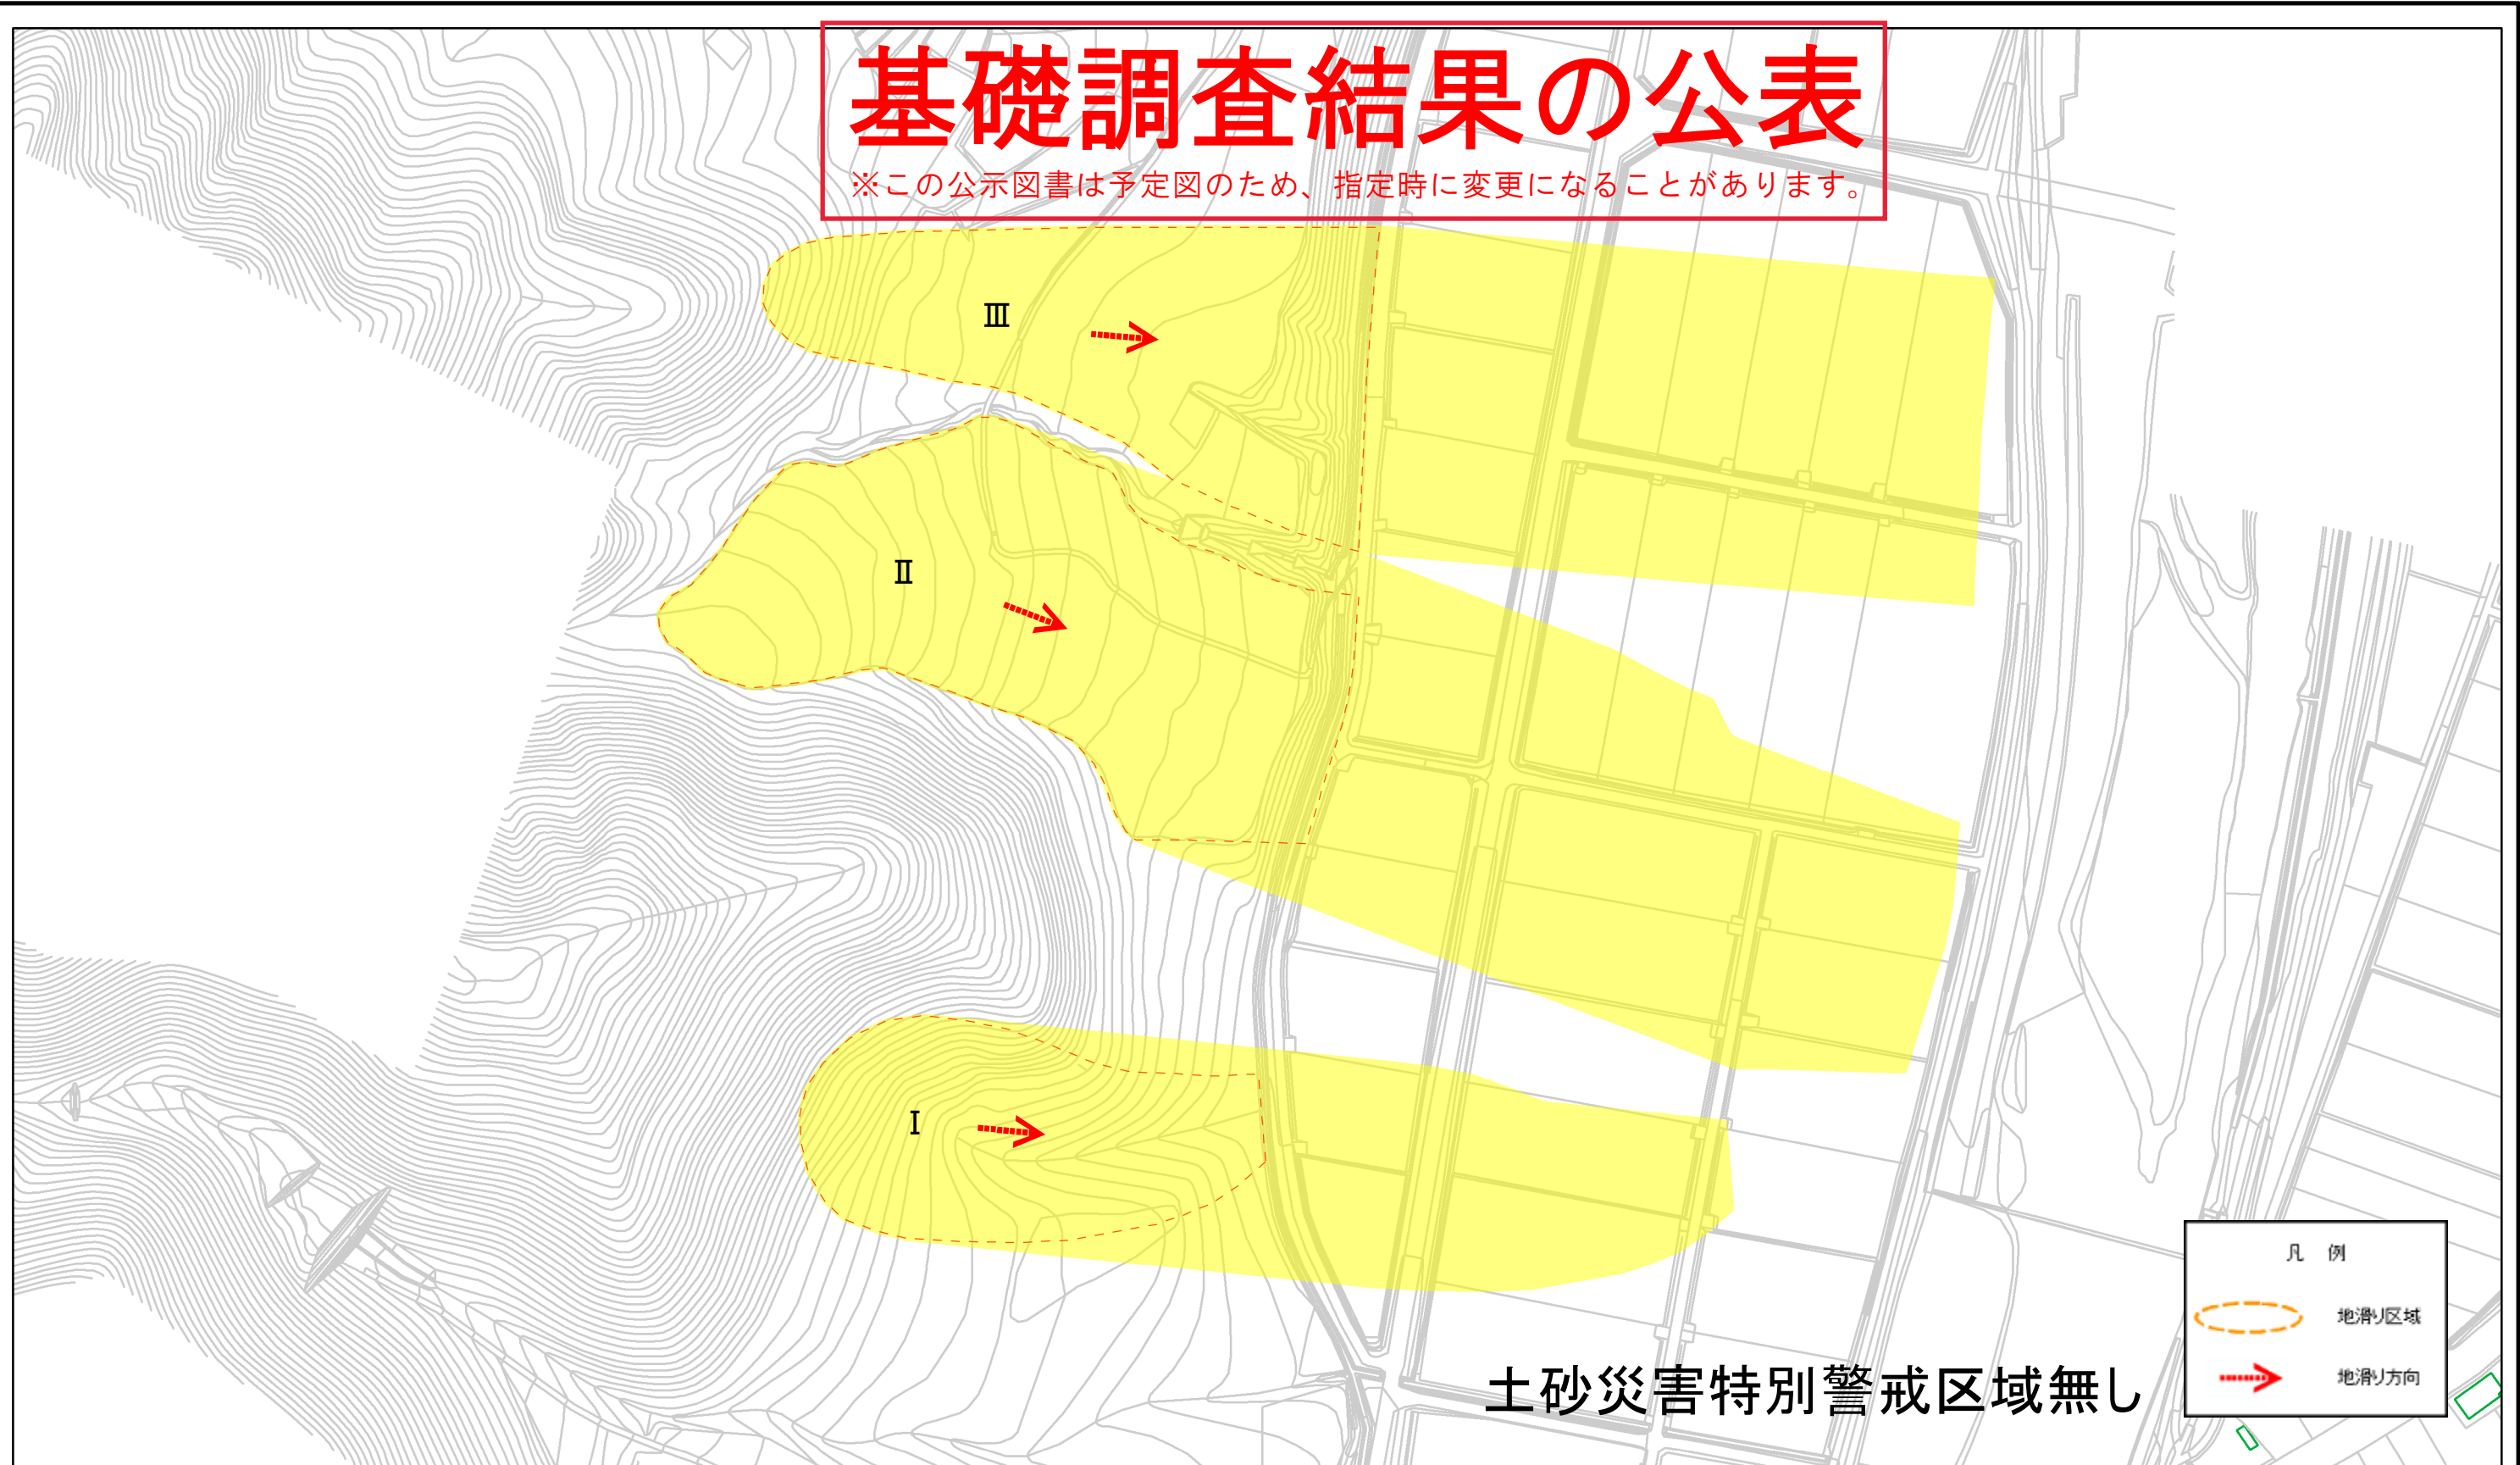 基礎調査結果の公表
※この公示図書は予定図のため、指定時に変更になることがあります。
Ⅲ
Ⅱ
Ⅰ
凡 例
地滑り区域
地滑り方向
土砂災害特別警戒区域無し